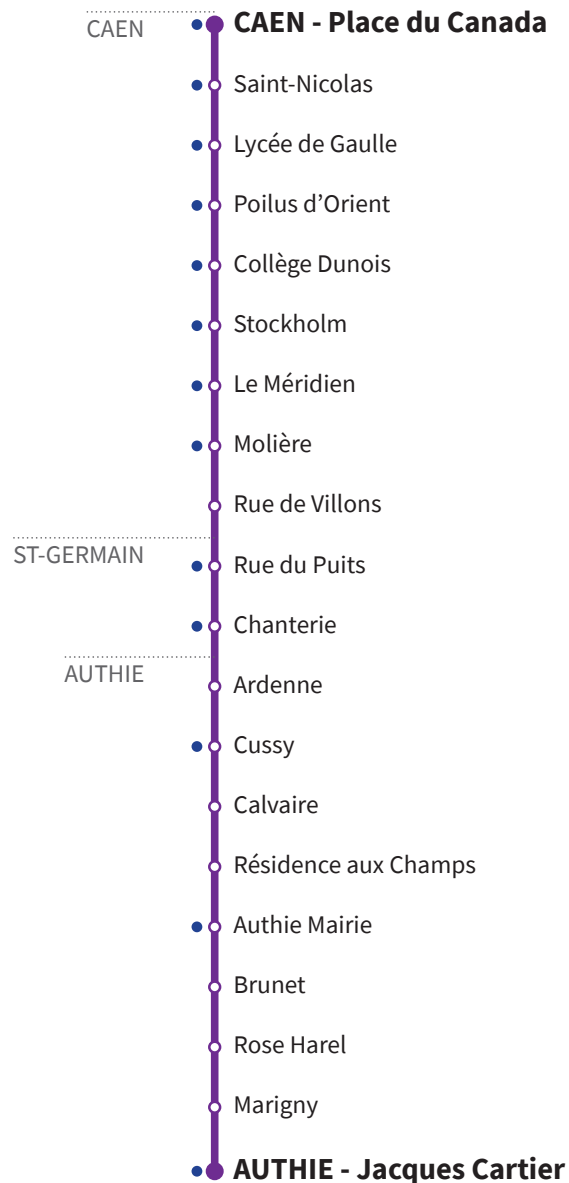 CAEN
CAEN - Place du Canada
Saint-Nicolas
Lycée de Gaulle
Poilus d’Orient
Collège Dunois
Stockholm
Le Méridien
Molière
Rue de Villons
ST-GERMAIN
Rue du Puits
Chanterie
AUTHIE
Ardenne
Cussy
Calvaire
Résidence aux Champs
Authie Mairie
Brunet
Rose Harel
Marigny
AUTHIE - Jacques Cartier